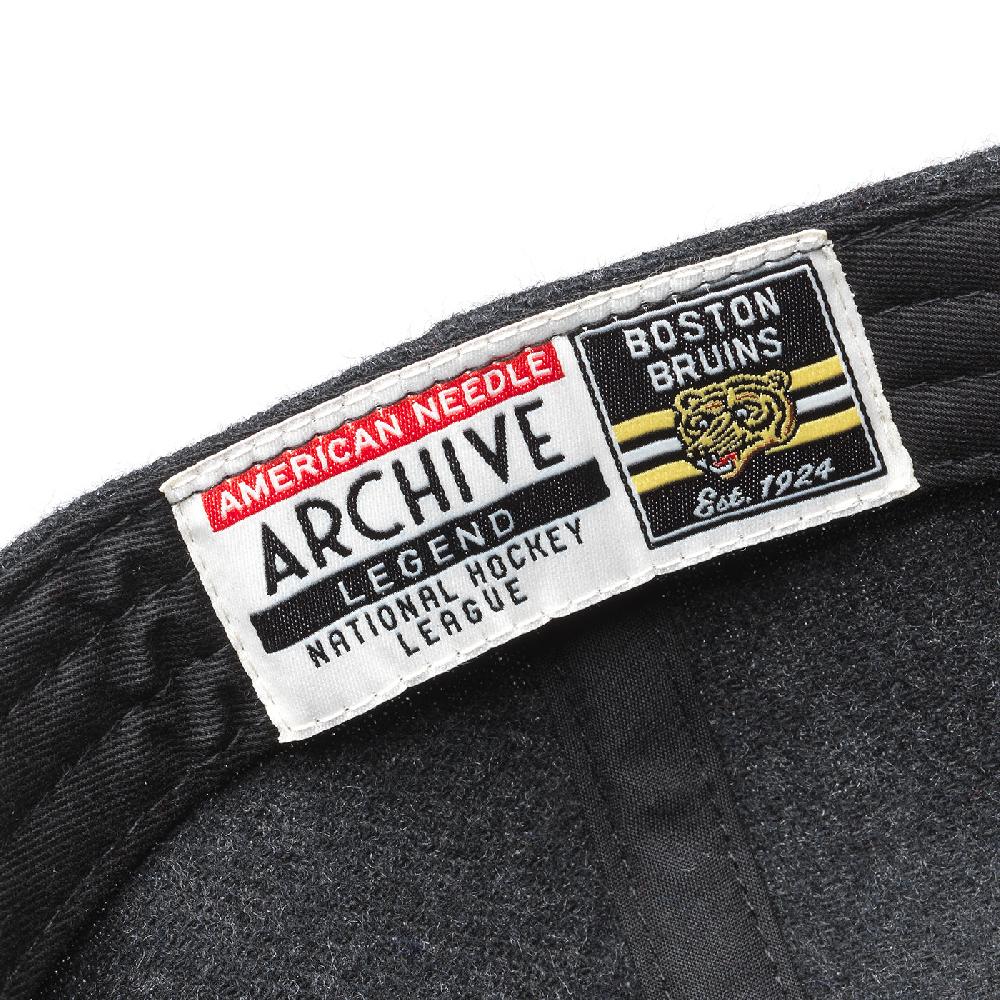 AMERICAN NEEDLE
ARCHIVE
LEGEND
NATIONAL HOCKEY
LEAGUE
BOSTON
BRUINS
Est. 1924